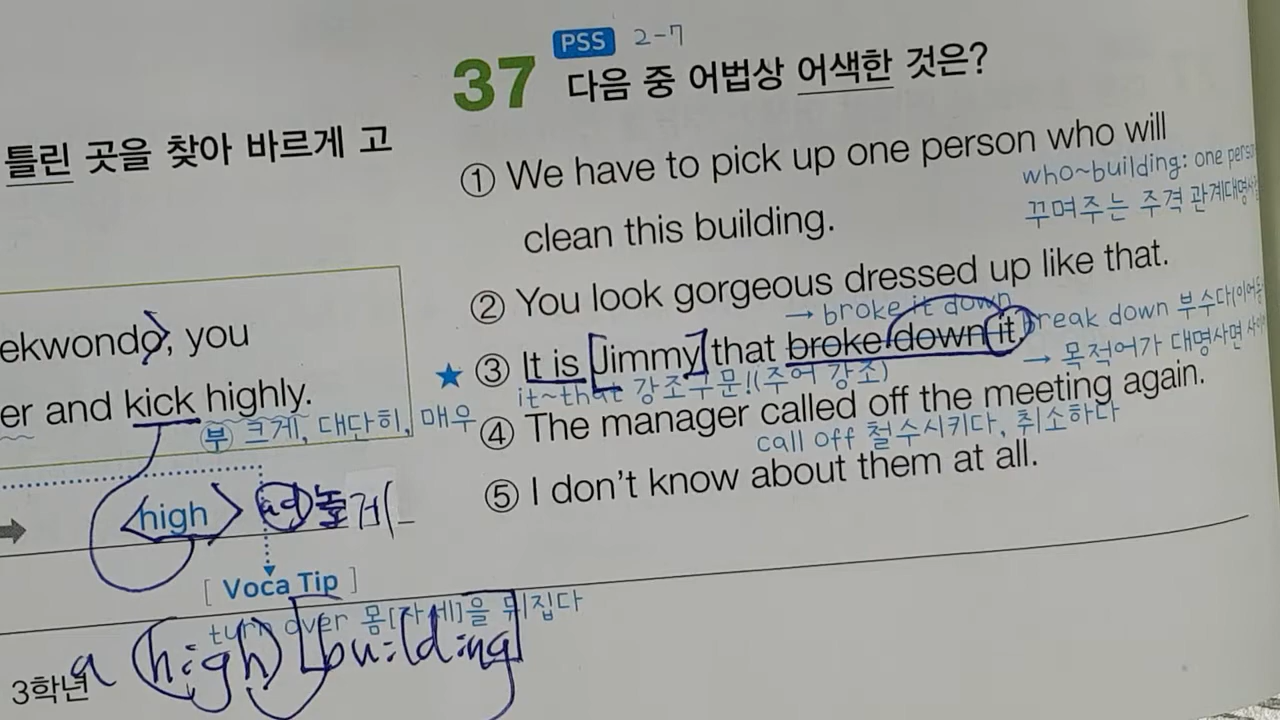 틀린 곳을 찾아 바르게 고
ekwondo, you
er and kick highly.
부 크게, 대단히, 매우
high ad 높게
[ Voca Tip ]
turn over 몸[자세]을 뒤집다
a high building
3학년
PSS 2-7
37 다음 중 어법상 어색한 것은?
① We have to pick up one person who will
who~building: one perso
꾸며주는 주격 관계대명사
clean this building.
② You look gorgeous dressed up like that.
→ broke it down
break down 부수다(이어동
★ ③ It is Jimmy that broke down it.
→ 목적어가 대명사면 사이
it~that 강조구문!(주어 강조)
④ The manager called off the meeting again.
call off 철수시키다, 취소하다
⑤ I don't know about them at all.